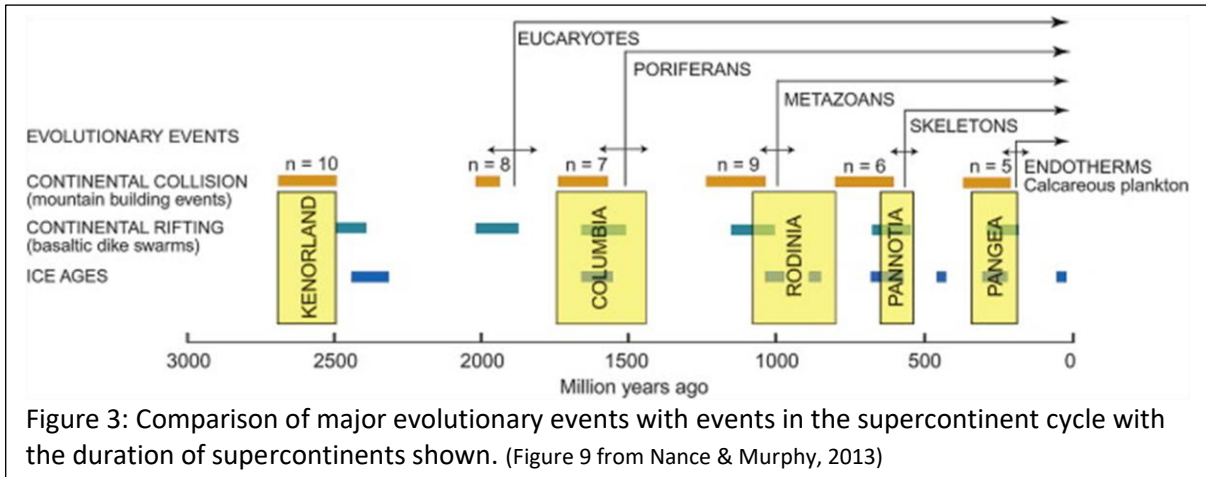 EUCARYOTES
PORIFERANS
METAZOANS
EVOLUTIONARY EVENTS
SKELETONS
n = 10
n = 8
n = 7
n = 9
n = 6
n = 5
ENDOTHERMS
Calcareous plankton
CONTINENTAL COLLISION
(mountain building events)
CONTINENTAL RIFTING
(basaltic dike swarms)
ICE AGES
KENORLAND
COLUMBIA
RODINIA
PANNOTIA
PANGEA
3000 2500 2000 1500 1000 500 0
Million years ago
Figure 3: Comparison of major evolutionary events with events in the supercontinent cycle with
the duration of supercontinents shown. (Figure 9 from Nance & Murphy, 2013)